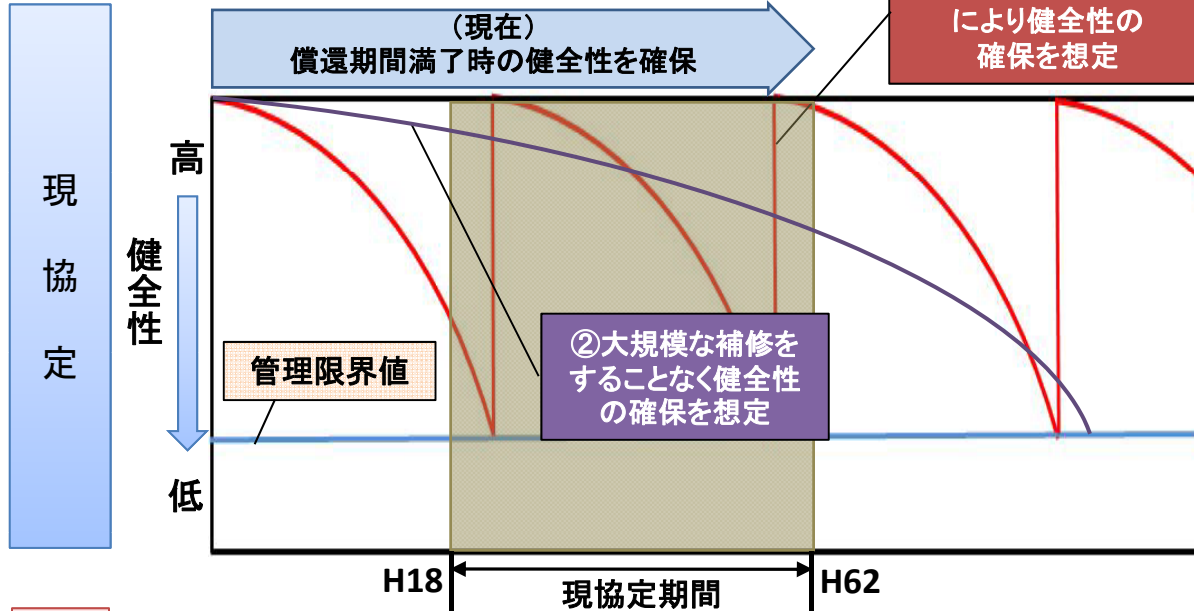 (現在)
償還期間満了時の健全性を確保
により健全性の
確保を想定
現
協
定
高
健全性
低
管理限界値
②大規模な補修を
することなく健全性
の確保を想定
H18
現協定期間
H62